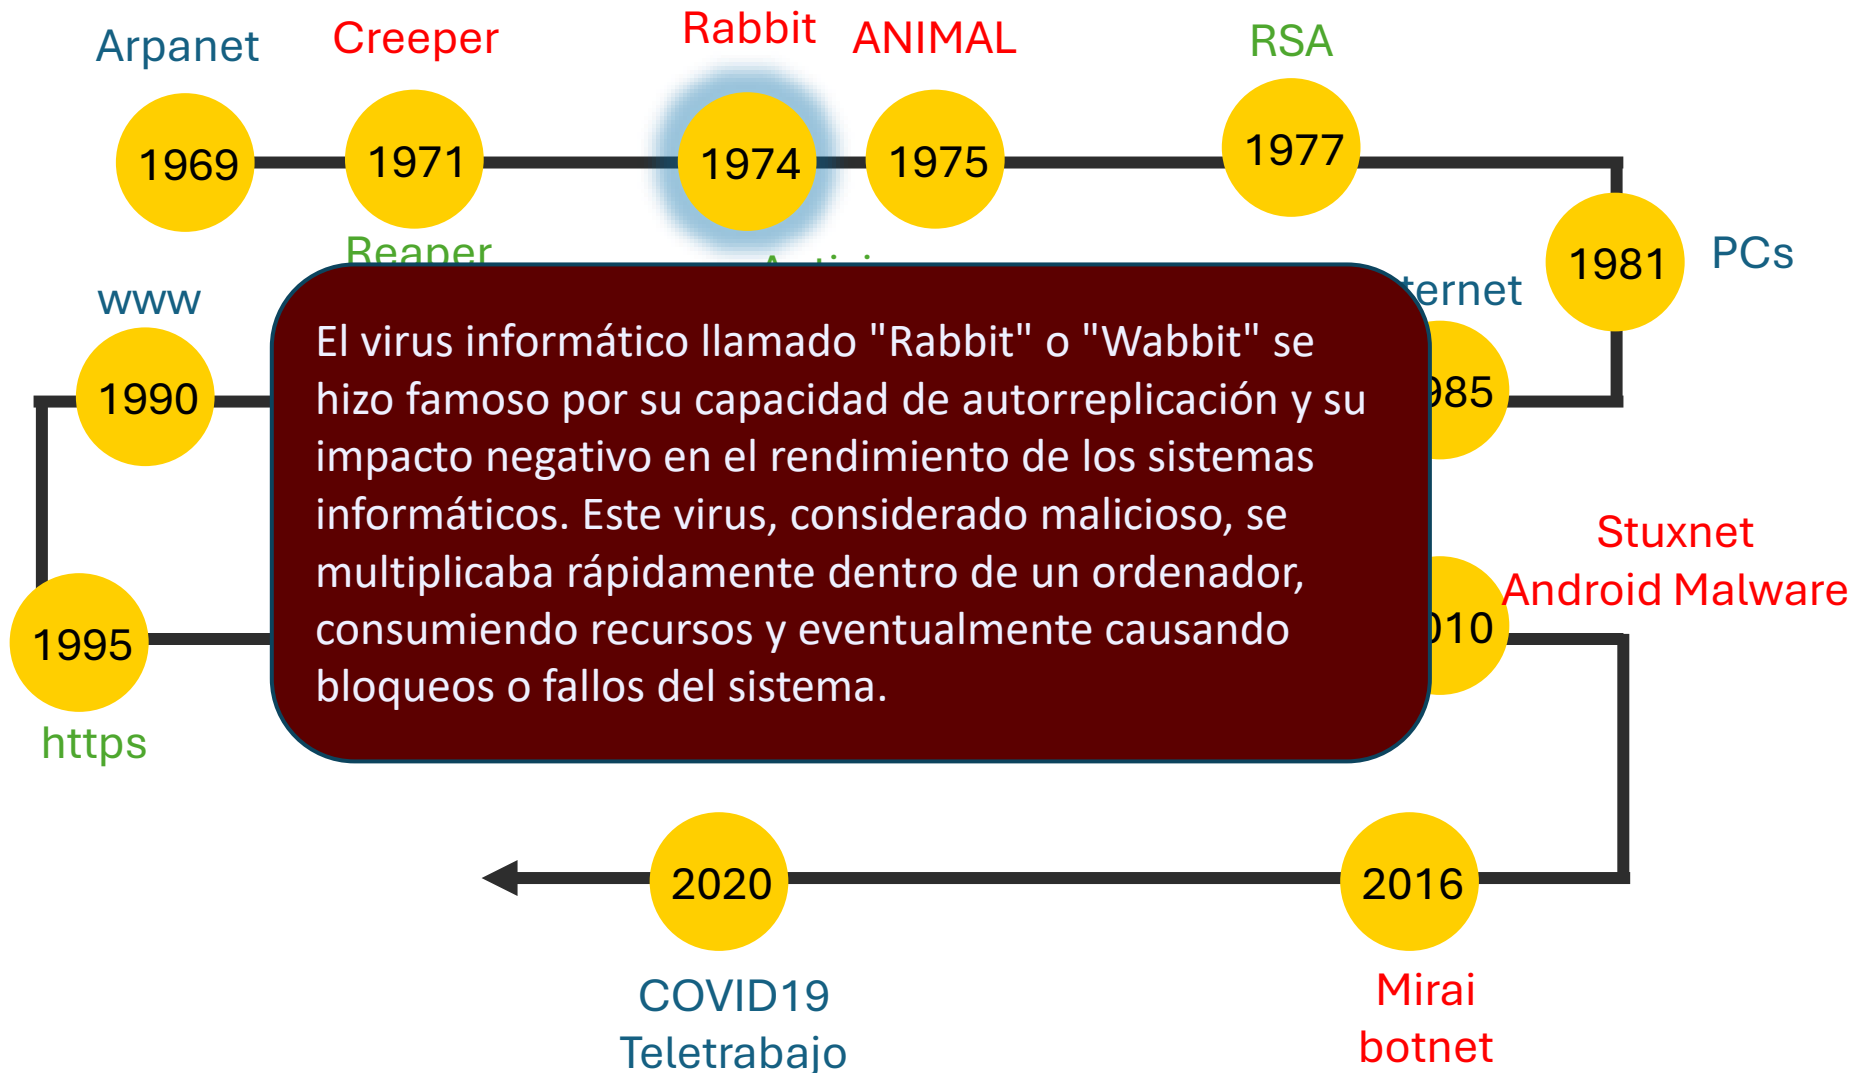 Arpanet
Creeper
Rabbit
ANIMAL
RSA
1969
1971
1974
1975
1977
Reaper
1981
PCs
www
1990
El virus informático llamado "Rabbit" o "Wabbit" se
hizo famoso por su capacidad de autorreplicación y su
impacto negativo en el rendimiento de los sistemas
informáticos. Este virus, considerado malicioso, se
multiplicaba rápidamente dentro de un ordenador,
consumiendo recursos y eventualmente causando
bloqueos o fallos del sistema.
Stuxnet
Android Malware
1995
https
2020
2016
COVID19
Teletrabajo
Mirai
botnet